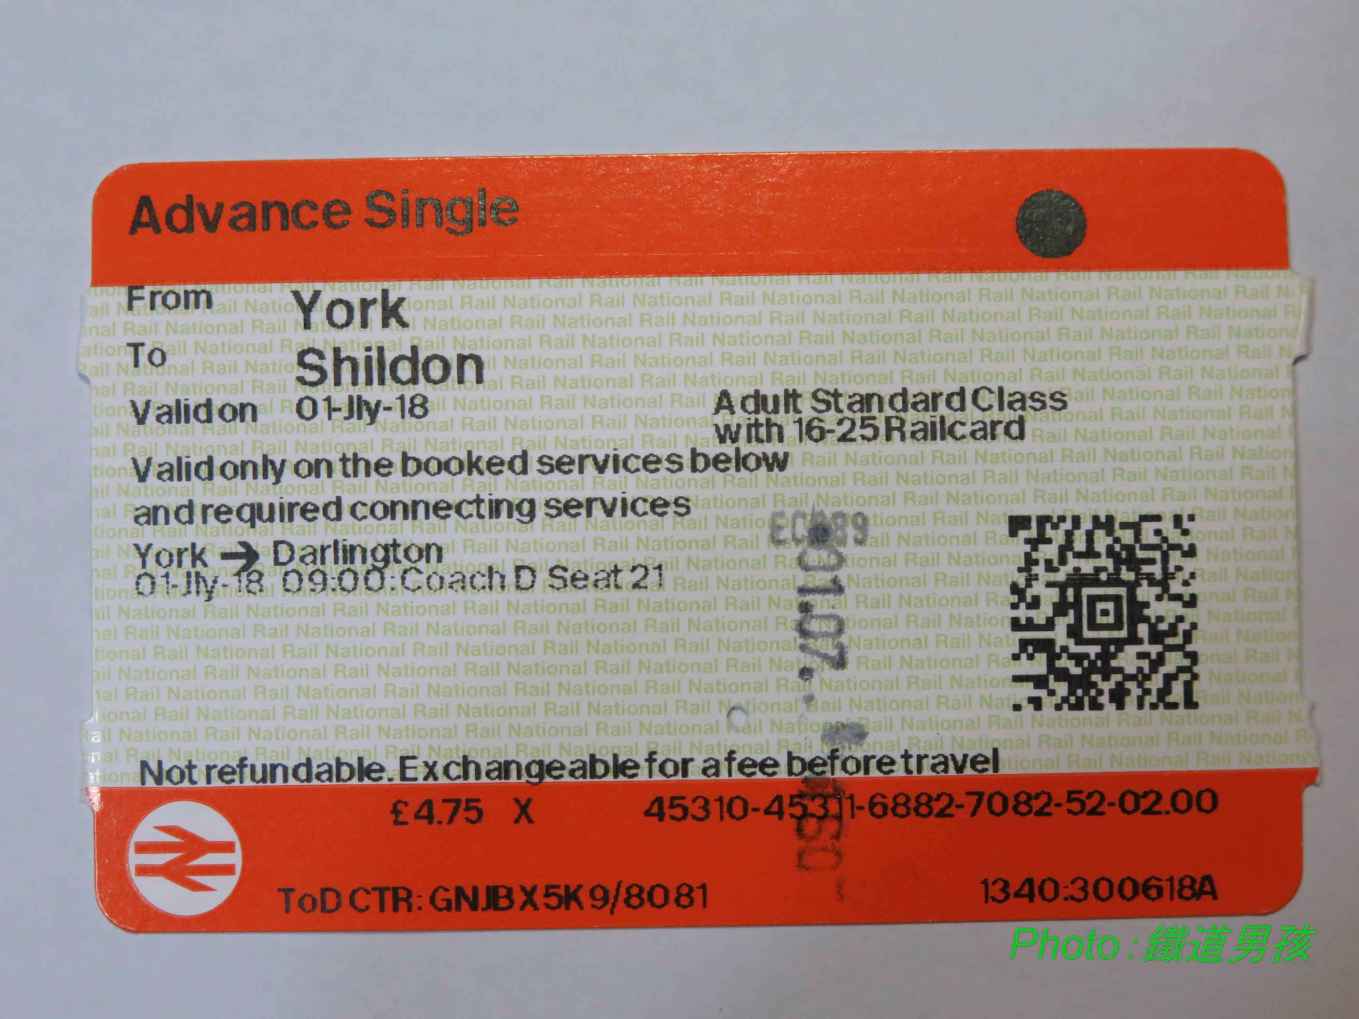 Advance Single
From York
To Shildon
Valid on 01-Jly-18
Adult Standard Class
with 16-25 Railcard
Valid only on the booked services below
and required connecting services
York → Darlington
01-Jly-18 09:00: Coach D Seat 21
01.07.
Not refundable. Exchangeable for a fee before travel
£4.75 X 45310-45311-6882-7082-52-02.00
ToD CTR: GNJBX5K9/8081 1340:300618A
Photo : 鐵道男孩